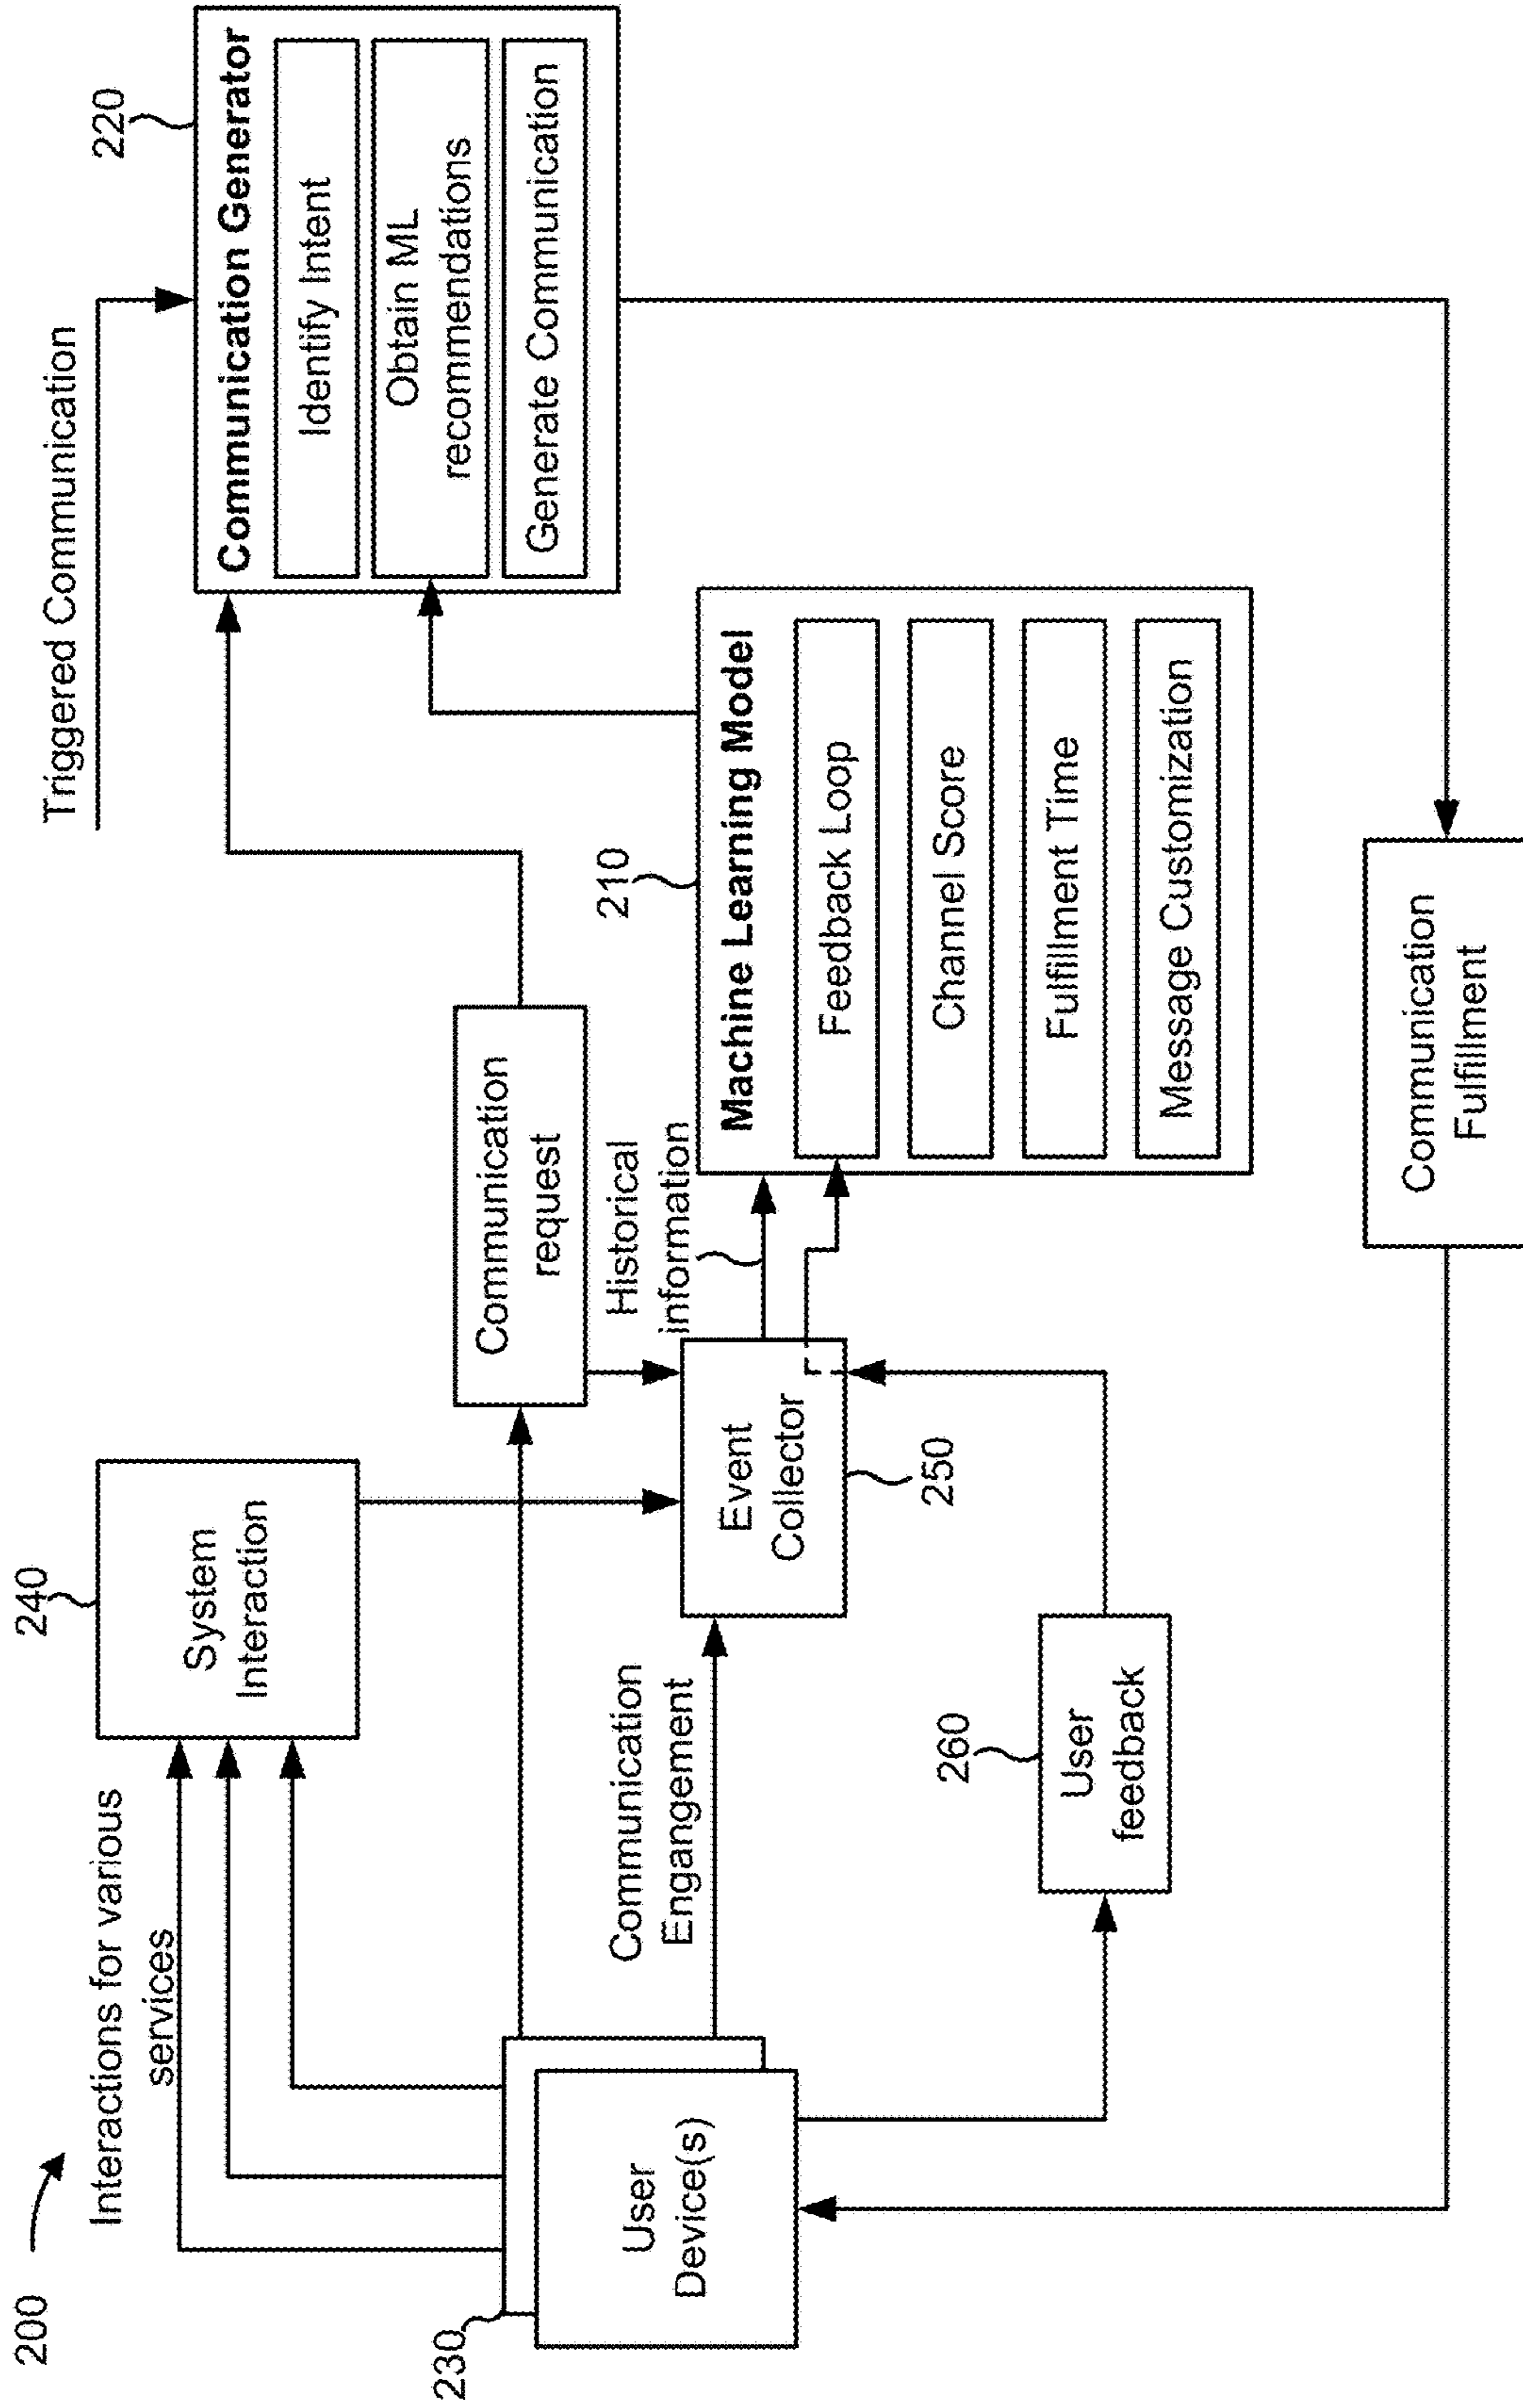 200
Interactions for various
services
240
System
Interaction
Triggered Communication
220
Communication Generator
Identify Intent
Obtain ML
recommendations
Generate Communication
Communication
request
Historical
information
210
Machine Learning Model
Feedback Loop
Channel Score
Fulfillment Time
Message Customization
230
User
Device(s)
Communication
Engangement
Event
Collector
250
260
User
feedback
Communication
Fulfillment